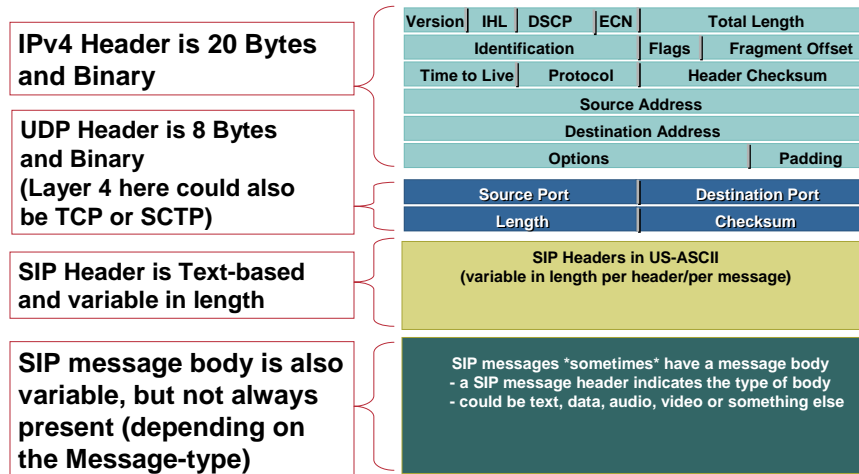 IPv4 Header is 20 Bytes
and Binary
UDP Header is 8 Bytes
and Binary
(Layer 4 here could also
be TCP or SCTP)
SIP Header is Text-based
and variable in length
SIP message body is also
variable, but not always
present (depending on
the Message-type)
Version IHL DSCP ECN Total Length
Identification Flags Fragment Offset
Time to Live Protocol Header Checksum
Source Address
Destination Address
Options Padding
Source Port Destination Port
Length Checksum
SIP Headers in US-ASCII
(variable in length per header/per message)
SIP messages *sometimes* have a message body
- a SIP message header indicates the type of body
- could be text, data, audio, video or something else